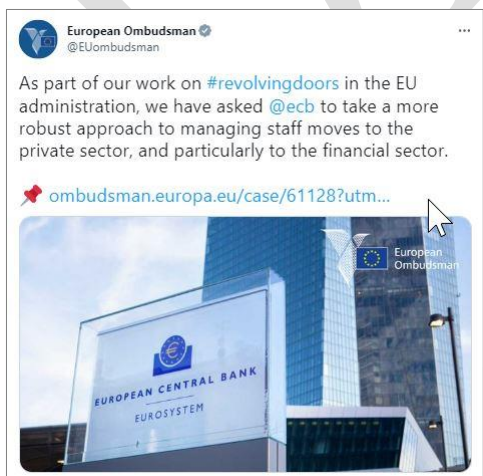 European Ombudsman
@EUombudsman
As part of our work on #revolvingdoors in the EU
administration, we have asked @ecb to take a more
robust approach to managing staff moves to the
private sector, and particularly to the financial sector.
ombudsman.europa.eu/case/61128?utm...
European
Ombudsman
EUROPEAN CENTRAL BANK
EUROSYSTEM